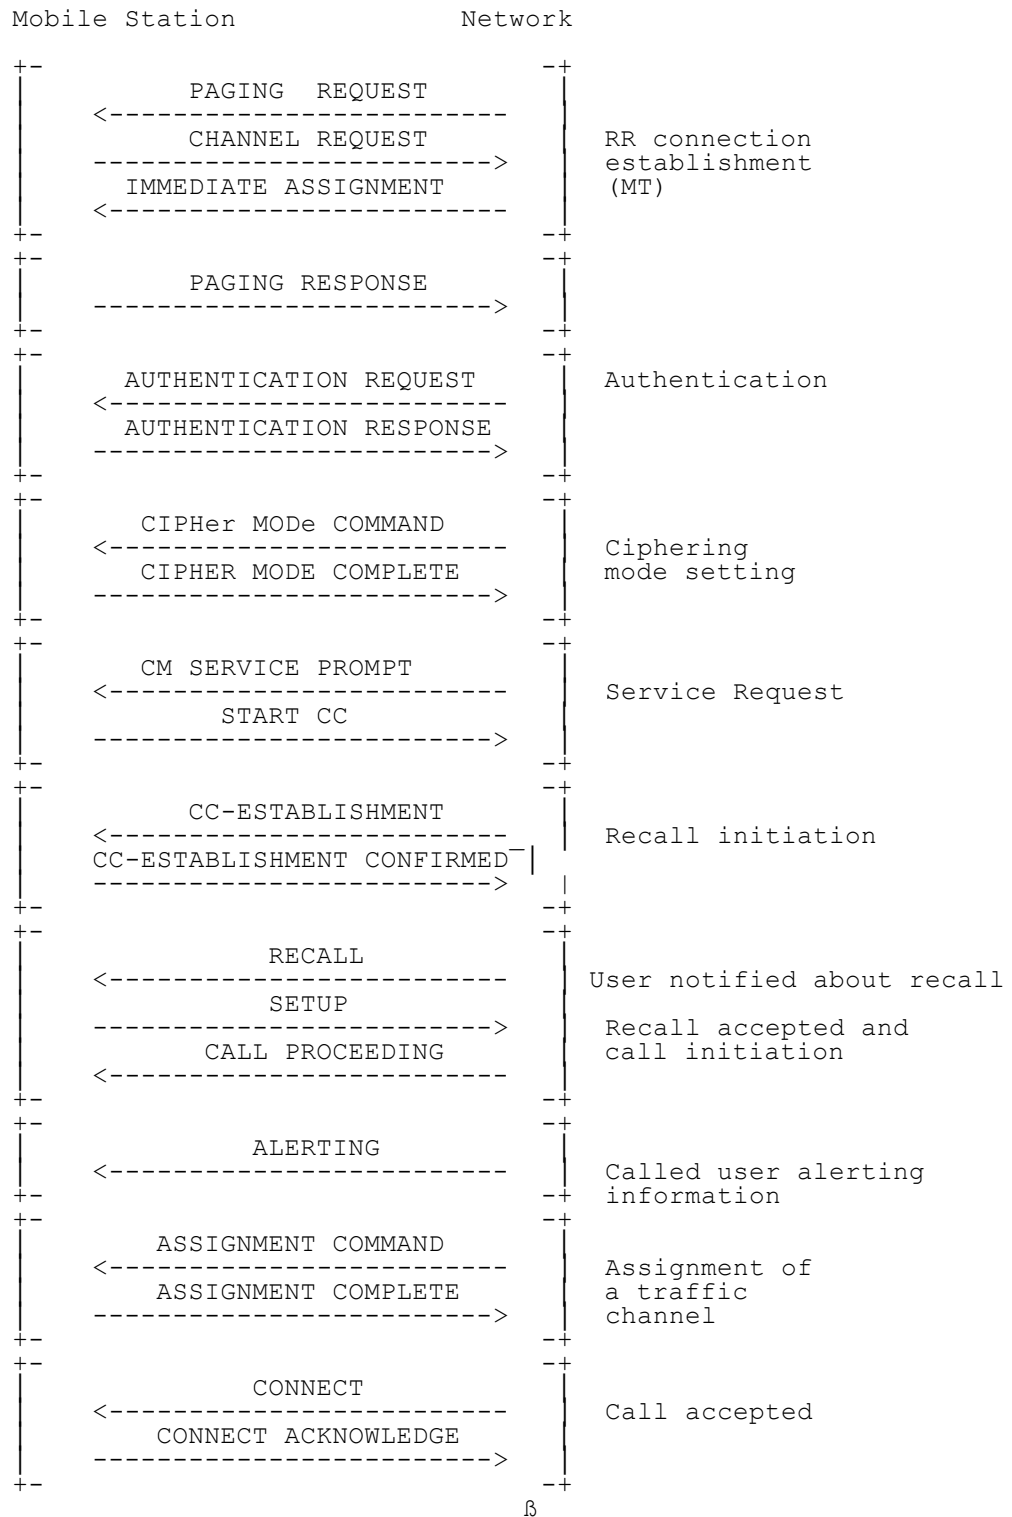 Mobile Station Network
+- -+
| PAGING REQUEST |
| <------------------------- |
| CHANNEL REQUEST | RR connection
| -------------------------> | establishment
| IMMEDIATE ASSIGNMENT | (MT)
| <------------------------- |
+- -+
+- -+
| PAGING RESPONSE |
| -------------------------> |
+- -+
+- -+
| AUTHENTICATION REQUEST | Authentication
| <------------------------- |
| AUTHENTICATION RESPONSE |
| -------------------------> |
+- -+
+- -+
| CIPHer MODe COMMAND |
| <------------------------- | Ciphering
| CIPHER MODE COMPLETE | mode setting
| -------------------------> |
+- -+
+- -+
| CM SERVICE PROMPT |
| <------------------------- | Service Request
| START CC |
| -------------------------> |
+- -+
+- -+
| CC-ESTABLISHMENT |
| <------------------------- | Recall initiation
| CC-ESTABLISHMENT CONFIRMED¯ |
| -------------------------> |
+- -+
+- -+
| RECALL |
| <------------------------- | User notified about recall
| SETUP |
| -------------------------> | Recall accepted and
| CALL PROCEEDING | call initiation
| <------------------------- |
+- -+
+- -+
| ALERTING |
| <------------------------- | Called user alerting
+- -+ information
+- -+
| ASSIGNMENT COMMAND |
| <------------------------- | Assignment of
| ASSIGNMENT COMPLETE | a traffic
| -------------------------> | channel
+- -+
+- -+
| CONNECT |
| <------------------------- | Call accepted
| CONNECT ACKNOWLEDGE |
| -------------------------> |
+- -+
ß